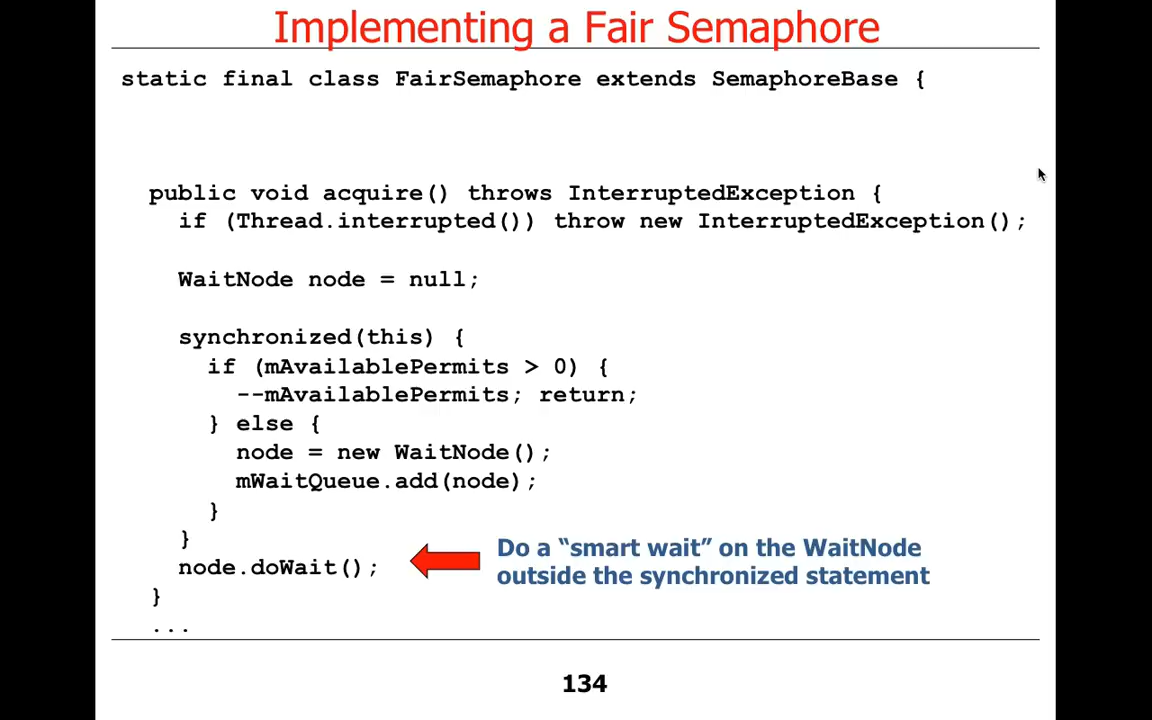 Implementing a Fair Semaphore
static final class FairSemaphore extends SemaphoreBase {
public void acquire() throws InterruptedException {
if (Thread.interrupted()) throw new InterruptedException();
WaitNode node = null;
synchronized(this) {
if (mAvailablePermits > 0) {
--mAvailablePermits; return;
} else {
node = new WaitNode();
mWaitQueue.add(node);
}
}
node.doWait();
Do a “smart wait” on the WaitNode
outside the synchronized statement
}
...
134